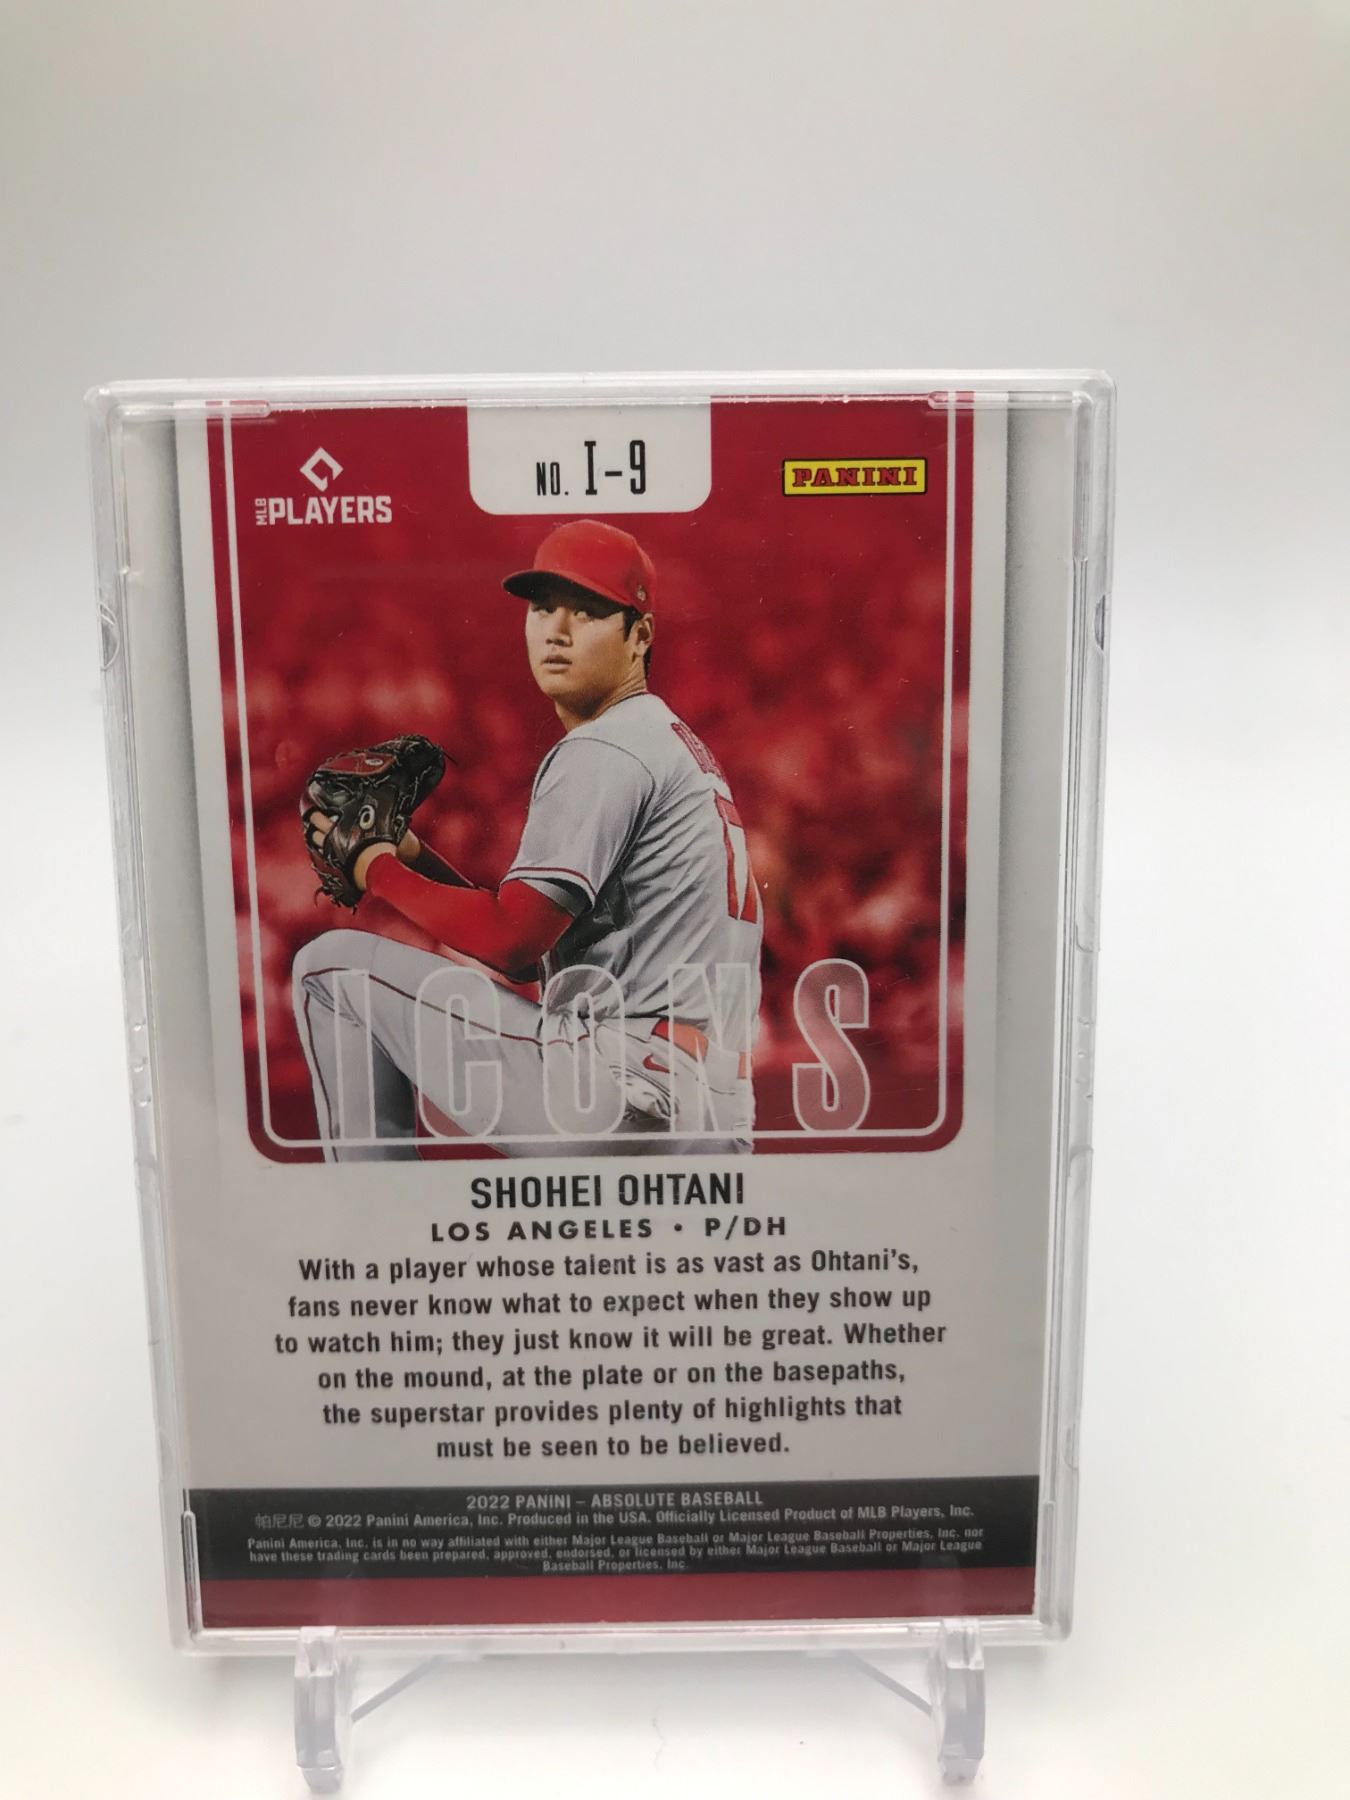 NO. I-9
MLB PLAYERS
PANINI
17
ICONS
SHOHEI OHTANI
LOS ANGELES • P/DH
With a player whose talent is as vast as Ohtani's,
fans never know what to expect when they show up
to watch him; they just know it will be great. Whether
on the mound, at the plate or on the basepaths,
the superstar provides plenty of highlights that
must be seen to be believed.
2022 PANINI – ABSOLUTE BASEBALL
帕尼尼 © 2022 Panini America, Inc. Produced in the USA. Officially Licensed Product of MLB Players, Inc.
Panini America, Inc. is in no way affiliated with either Major League Baseball or Major League Baseball Properties, Inc. nor
have these trading cards been prepared, approved, endorsed, or licensed by either Major League Baseball or Major League
Baseball Properties, Inc.